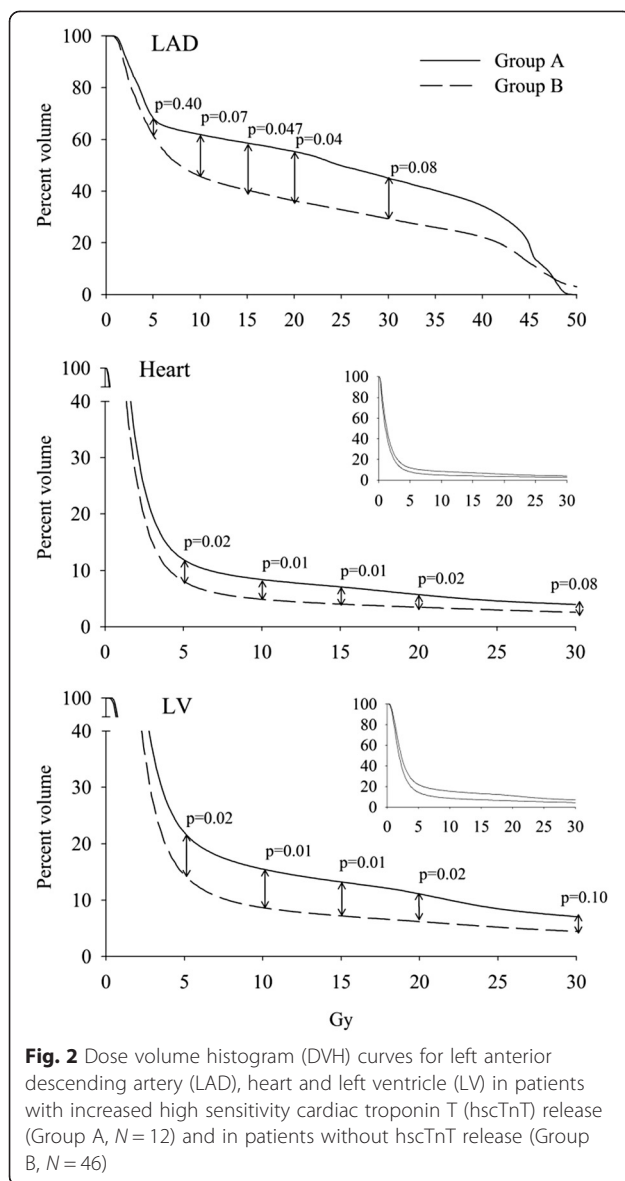 LAD
Group A
Group B
p=0.40
p=0.07
p=0.047
p=0.04
p=0.08
Percent volume
100
80
60
40
20
0
0 5 10 15 20 25 30 35 40 45 50
Heart
Percent volume
100
40
30
20
10
0
p=0.02
p=0.01
p=0.01
p=0.02
p=0.08
100
80
60
40
20
0
0 5 10 15 20 25 30
0 5 10 15 20 25 30
LV
Percent volume
100
40
30
20
10
0
p=0.02
p=0.01
p=0.01
p=0.02
p=0.10
100
80
60
40
20
0
0 5 10 15 20 25 30
0 5 10 15 20 25 30
Gy
Fig. 2 Dose volume histogram (DVH) curves for left anterior
descending artery (LAD), heart and left ventricle (LV) in patients
with increased high sensitivity cardiac troponin T (hscTnT) release
(Group A, N = 12) and in patients without hscTnT release (Group
B, N = 46)